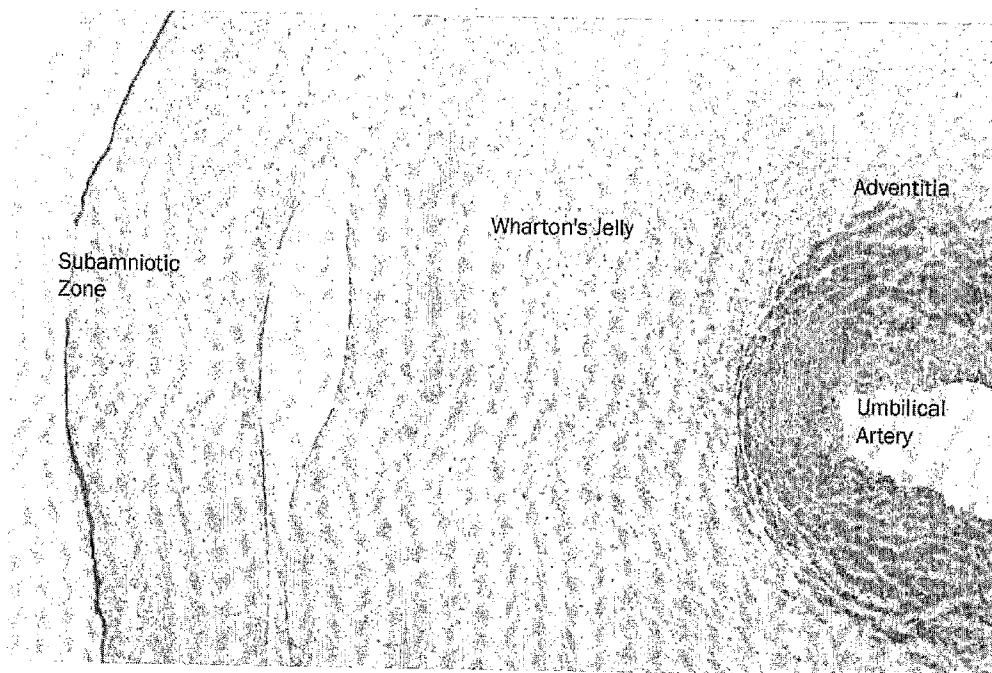 Adventitia
Wharton's Jelly
Subamniotic
Zone
Umbilical
Artery